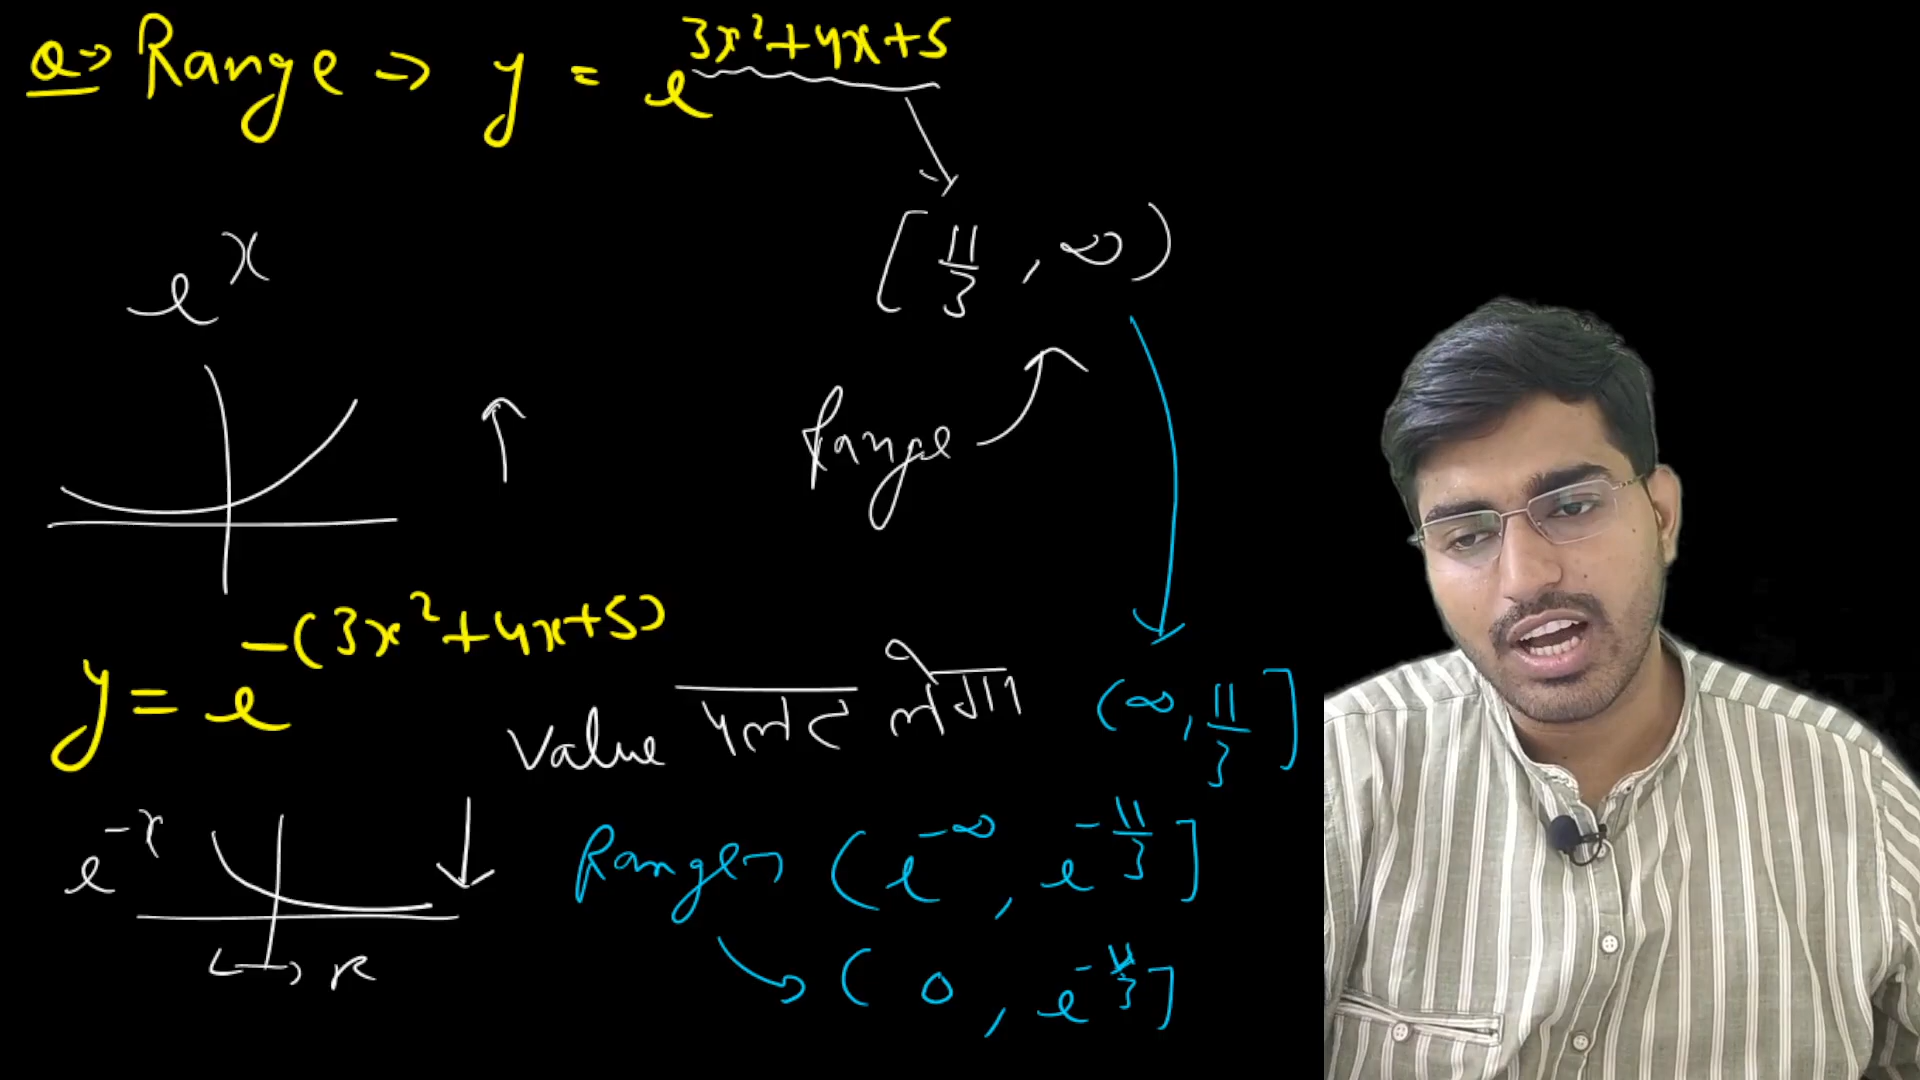 Q→ Range → y = e^{3x²+4x+5}
[11/3, ∞)
e^x
Range
y = e^{-(3x²+4x+5)}
Value पलट लेगा (∞, 11/3]
e^{-x}
Range→ (e^{-∞}, e^{-11/3}]
(0, e^{-11/3}]